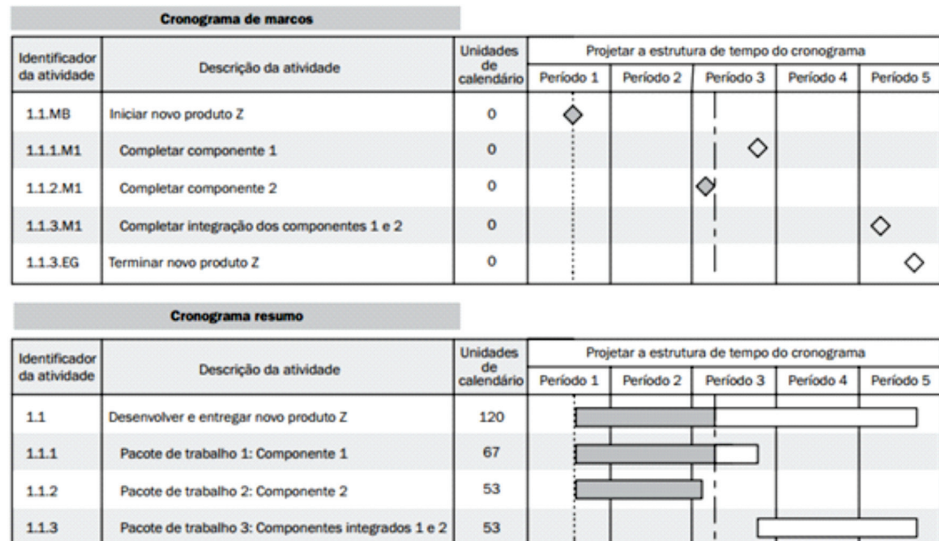 Cronograma de marcos
Identificador da atividade Descrição da atividade Unidades de calendário Projetar a estrutura de tempo do cronograma
Período 1 Período 2 Período 3 Período 4 Período 5
1.1.MB Iniciar novo produto Z 0
1.1.1.M1 Completar componente 1 0
1.1.2.M1 Completar componente 2 0
1.1.3.M1 Completar integração dos componentes 1 e 2 0
1.1.3.EG Terminar novo produto Z 0
Cronograma resumo
Identificador da atividade Descrição da atividade Unidades de calendário Projetar a estrutura de tempo do cronograma
Período 1 Período 2 Período 3 Período 4 Período 5
1.1 Desenvolver e entregar novo produto Z 120
1.1.1 Pacote de trabalho 1: Componente 1 67
1.1.2 Pacote de trabalho 2: Componente 2 53
1.1.3 Pacote de trabalho 3: Componentes integrados 1 e 2 53